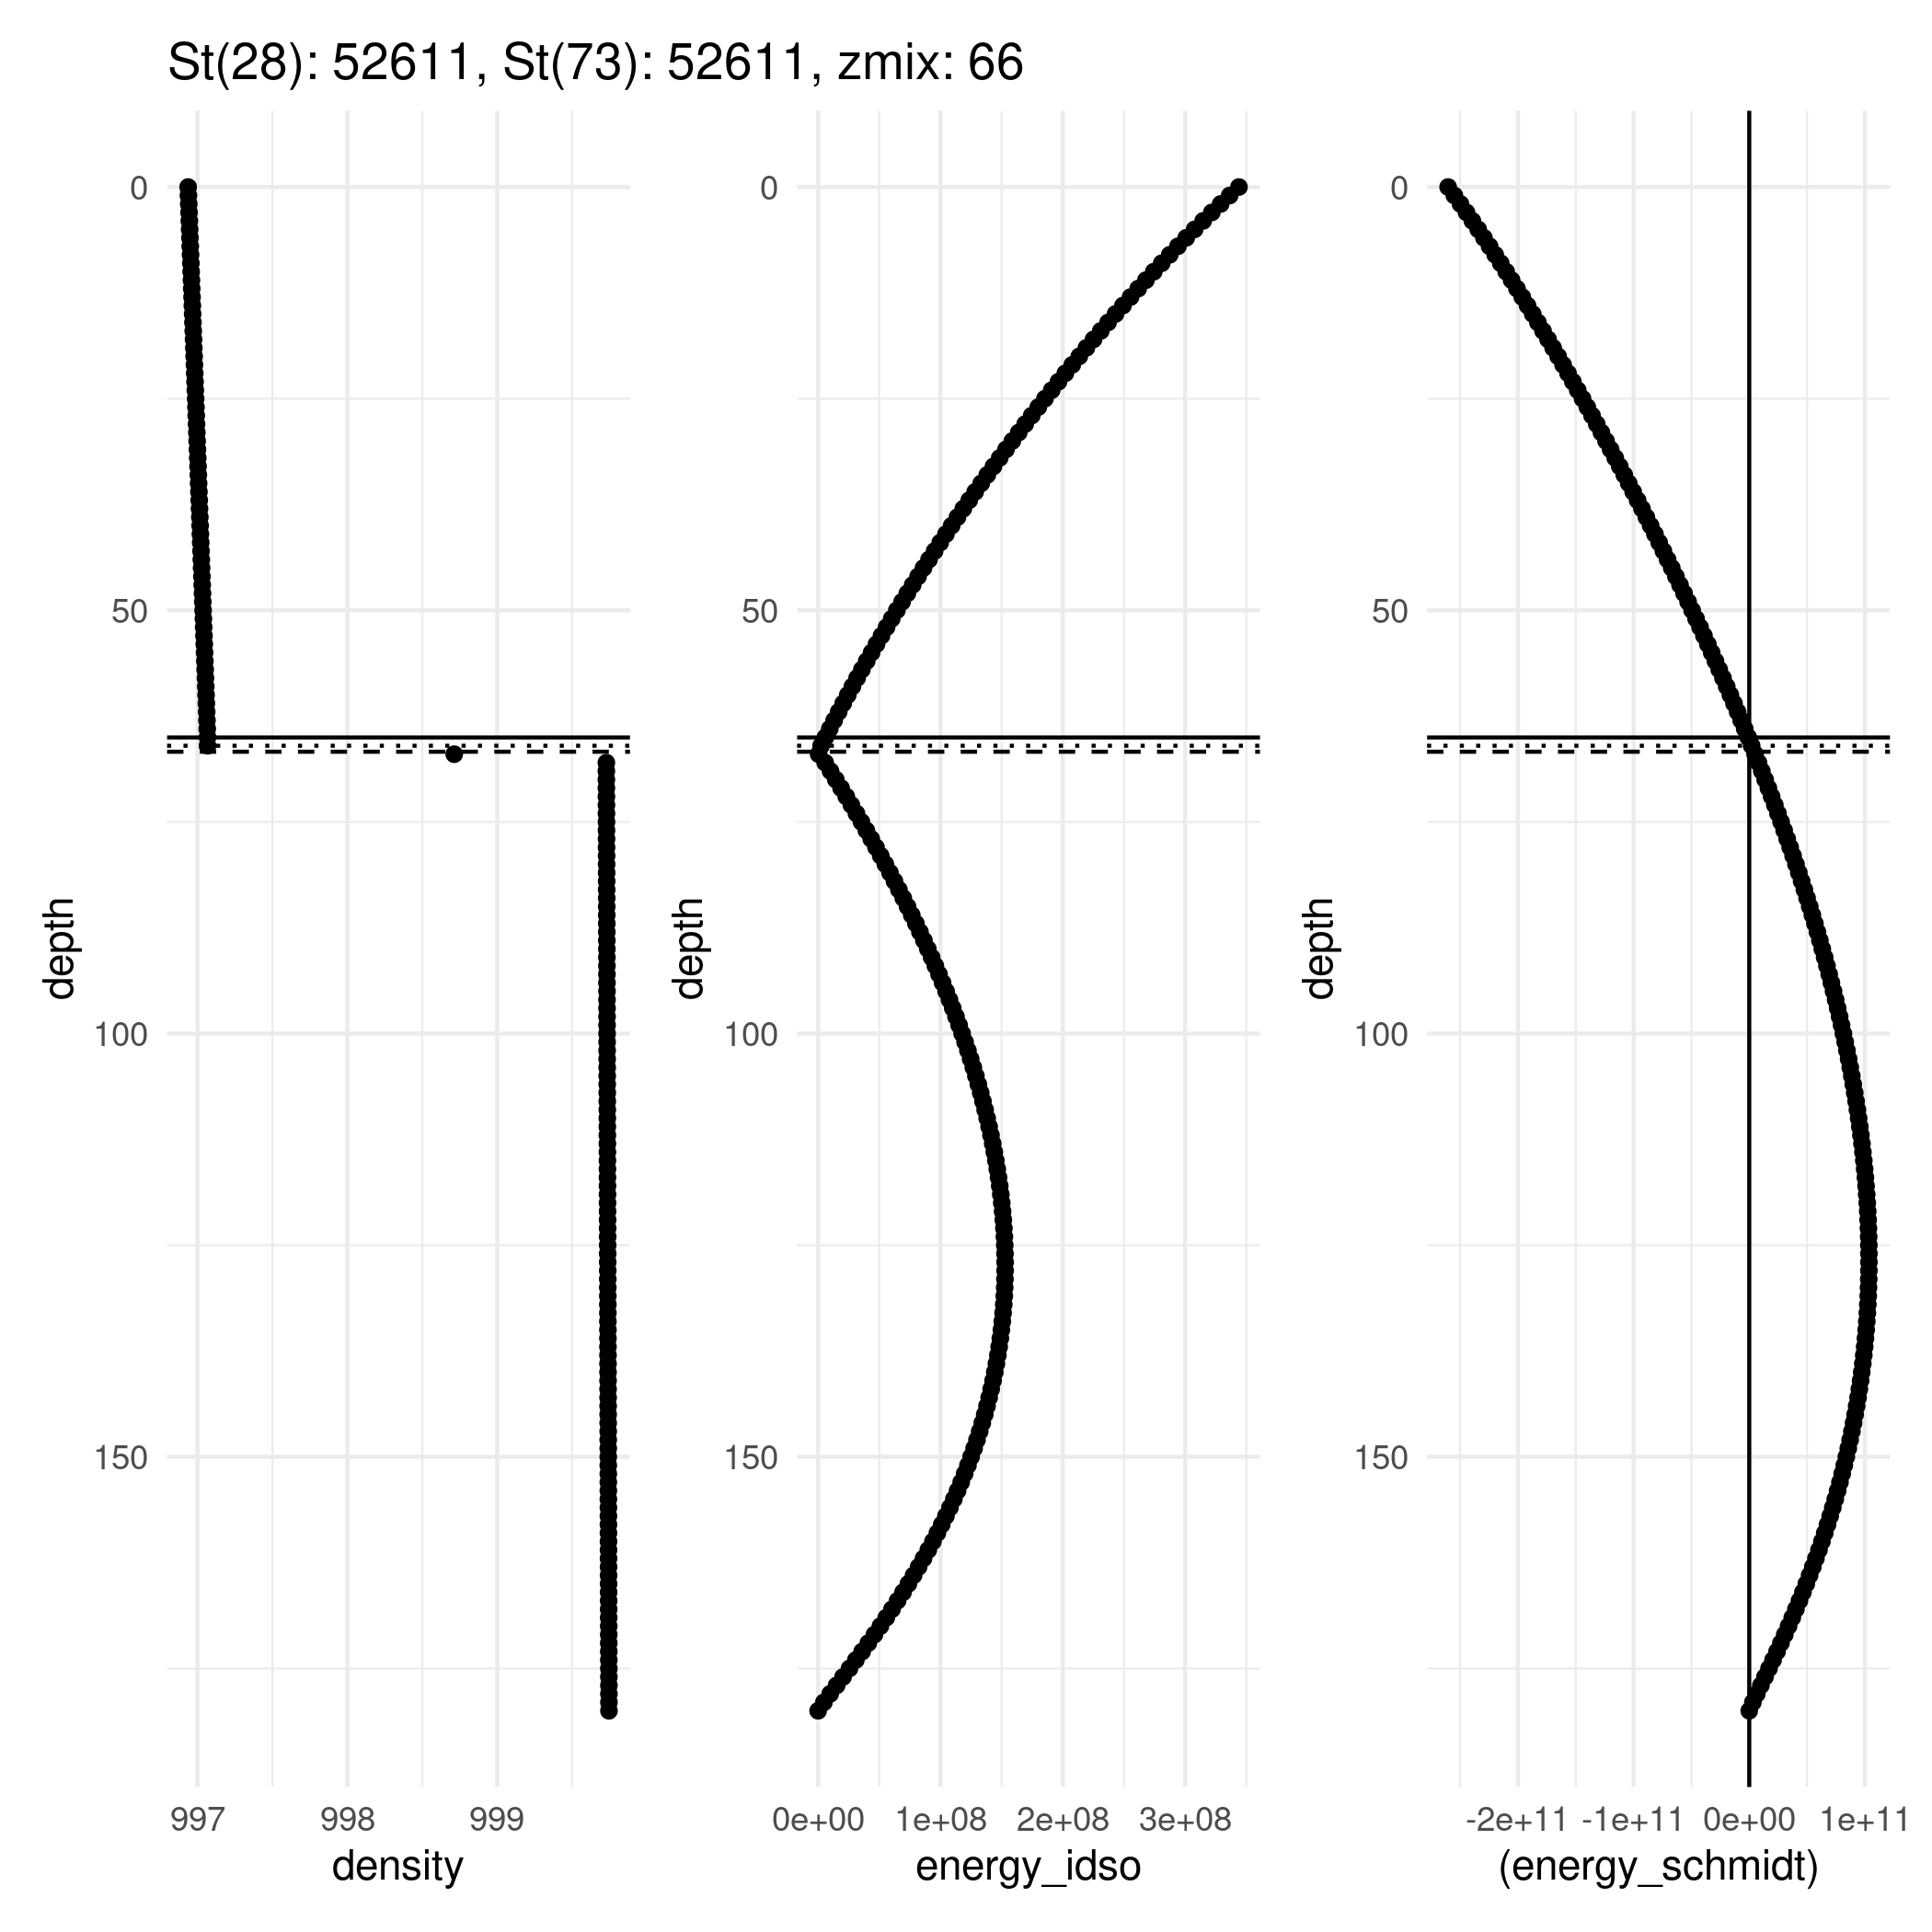 St(28): 52611, St(73): 52611, zmix: 66
0
50
100
150
depth
997 998 999
density
0
50
100
150
depth
0e+00 1e+08 2e+08 3e+08
energy_idso
0
50
100
150
depth
-2e+11 -1e+11 0e+00 1e+11
(energy_schmidt)